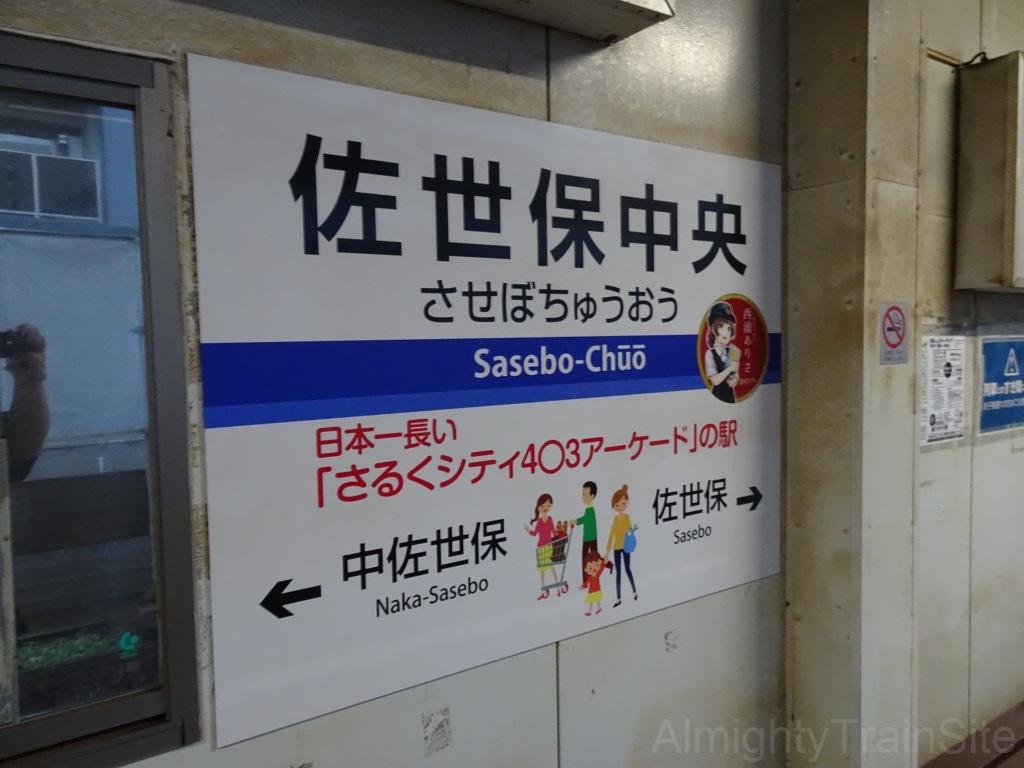 佐世保中央
させぼちゅうおう
Sasebo-Chūō
西浦ありさ
日本一長い
「さるくシティ4〇3アーケード」の駅
← 中佐世保
Naka-Sasebo
佐世保 →
Sasebo
AlmightyTrainSite